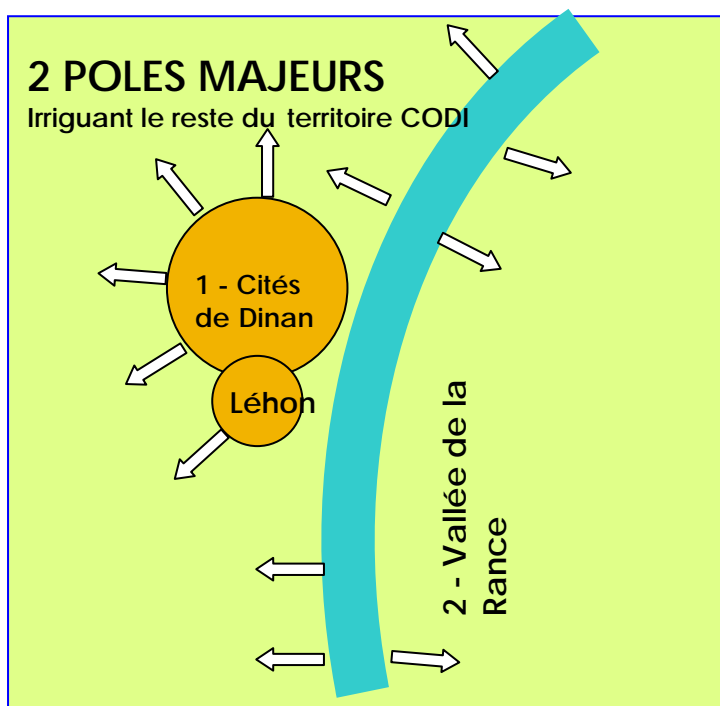 2 POLES MAJEURS
Irriguant le reste du territoire CODI
1 - Cités
de Dinan
Léhon
2 - Vallée de la
Rance